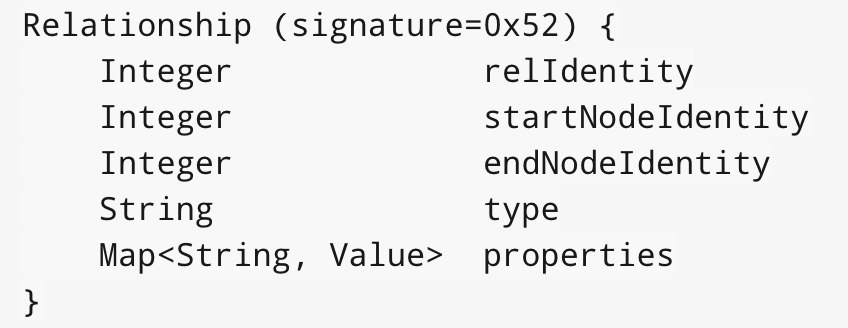 Relationship (signature=0x52) {
    Integer             relIdentity
    Integer             startNodeIdentity
    Integer             endNodeIdentity
    String              type
    Map<String, Value>  properties
}